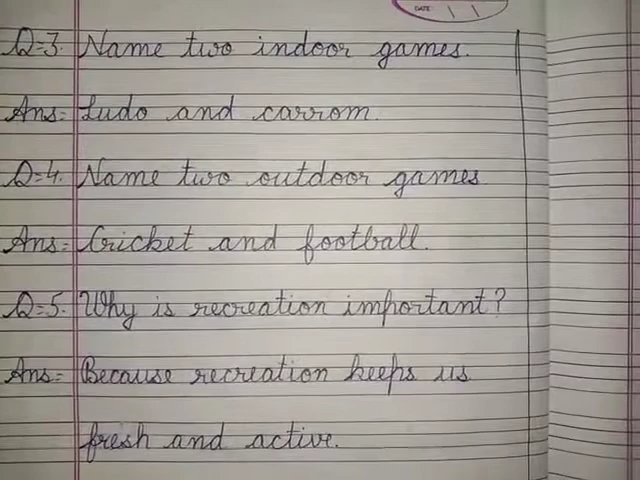 DATE: / /
Q=3. Name two indoor games.
Ans= Ludo and carrom.
Q=4. Name two outdoor games
Ans= Cricket and football.
Q=5. Why is recreation important?
Ans= Because recreation keeps us
fresh and active.